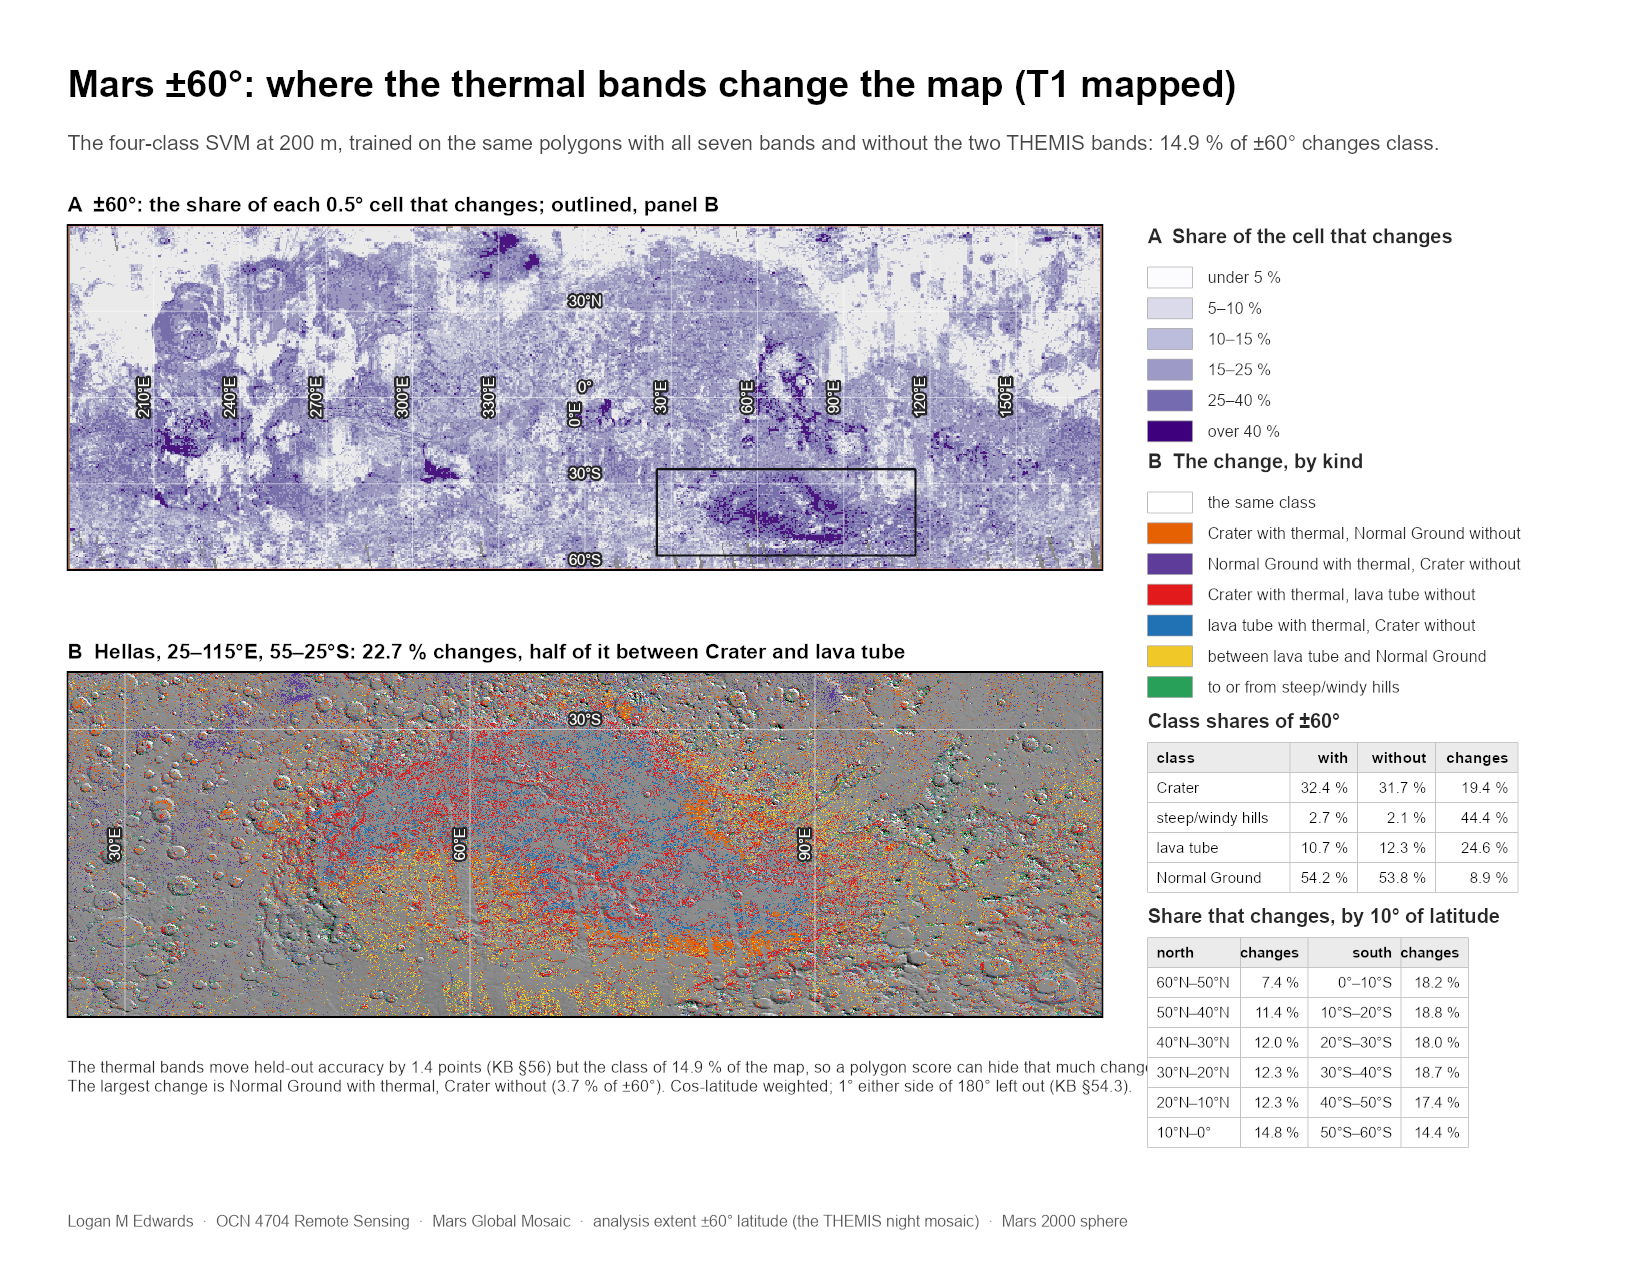 Mars ±60°: where the thermal bands change the map (T1 mapped)
The four-class SVM at 200 m, trained on the same polygons with all seven bands and without the two THEMIS bands: 14.9 % of ±60° changes class.
A ±60°: the share of each 0.5° cell that changes; outlined, panel B
30°N
210°E 240°E 270°E 300°E 330°E 0° 0°E 30°E 60°E 90°E 120°E 150°E
30°S
60°S
A Share of the cell that changes
under 5 %
5–10 %
10–15 %
15–25 %
25–40 %
over 40 %
B The change, by kind
the same class
Crater with thermal, Normal Ground without
Normal Ground with thermal, Crater without
Crater with thermal, lava tube without
lava tube with thermal, Crater without
between lava tube and Normal Ground
to or from steep/windy hills
B Hellas, 25–115°E, 55–25°S: 22.7 % changes, half of it between Crater and lava tube
30°S
30°E 60°E 90°E
Class shares of ±60°
class with without changes
Crater 32.4 % 31.7 % 19.4 %
steep/windy hills 2.7 % 2.1 % 44.4 %
lava tube 10.7 % 12.3 % 24.6 %
Normal Ground 54.2 % 53.8 % 8.9 %
Share that changes, by 10° of latitude
north changes south changes
60°N–50°N 7.4 % 0°–10°S 18.2 %
50°N–40°N 11.4 % 10°S–20°S 18.8 %
40°N–30°N 12.0 % 20°S–30°S 18.0 %
30°N–20°N 12.3 % 30°S–40°S 18.7 %
20°N–10°N 12.3 % 40°S–50°S 17.4 %
10°N–0° 14.8 % 50°S–60°S 14.4 %
The thermal bands move held-out accuracy by 1.4 points (KB §56) but the class of 14.9 % of the map, so a polygon score can hide that much change
The largest change is Normal Ground with thermal, Crater without (3.7 % of ±60°). Cos-latitude weighted; 1° either side of 180° left out (KB §54.3).
Logan M Edwards · OCN 4704 Remote Sensing · Mars Global Mosaic · analysis extent ±60° latitude (the THEMIS night mosaic) · Mars 2000 sphere